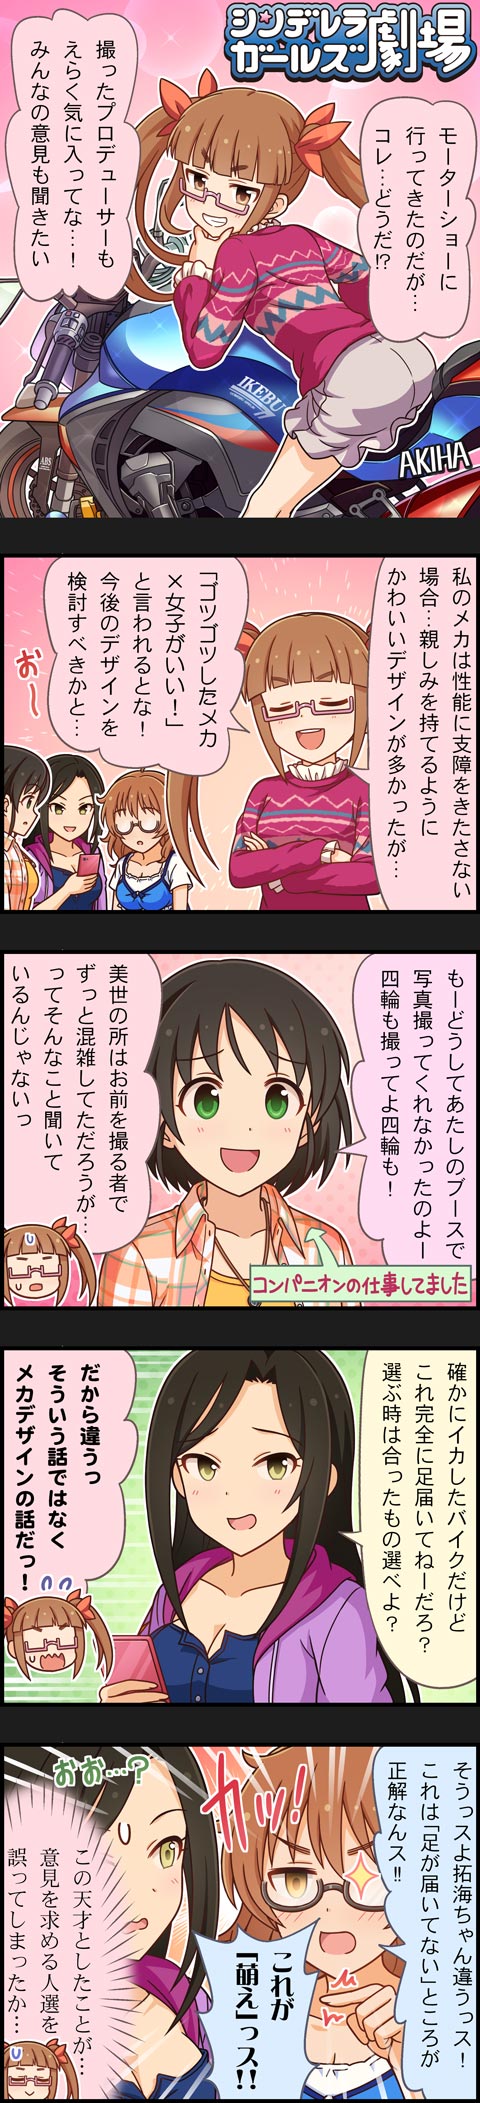 シンデレラ
ガールズ劇場
モーターショーに
行ってきたのだが…
コレ…どうだ!?
撮ったプロデューサーも
えらく気に入ってな…！
みんなの意見も聞きたい
IKEBU
ABS
AKIHA
私のメカは性能に支障をきたさない
場合…親しみを持てるように
かわいいデザインが多かったが…
「ゴツゴツしたメカ
×女子がいい！」
と言われるとな！
今後のデザインを
検討すべきかと…
お〜
もーどうしてあたしのブースで
写真撮ってくれなかったのよー
四輪も撮ってよ四輪も！
コンパニオンの仕事してました
美世の所はお前を撮る者で
ずっと混雑してただろうが…
ってそんなこと聞いて
いるんじゃないっ
確かにイカしたバイクだけど
これ完全に足届いてねーだろ？
選ぶ時は合ったもの選べよ？
だから違うっ
そういう話ではなく
メカデザインの話だっ！
そうっスよ拓海ちゃん違うっス！
これは「足が届いてない」ところが
正解なんス!!
カッ！
これが
『萌え』っス!!
おお…？
この天才としたことが…
意見を求める人選を
誤ってしまったか…